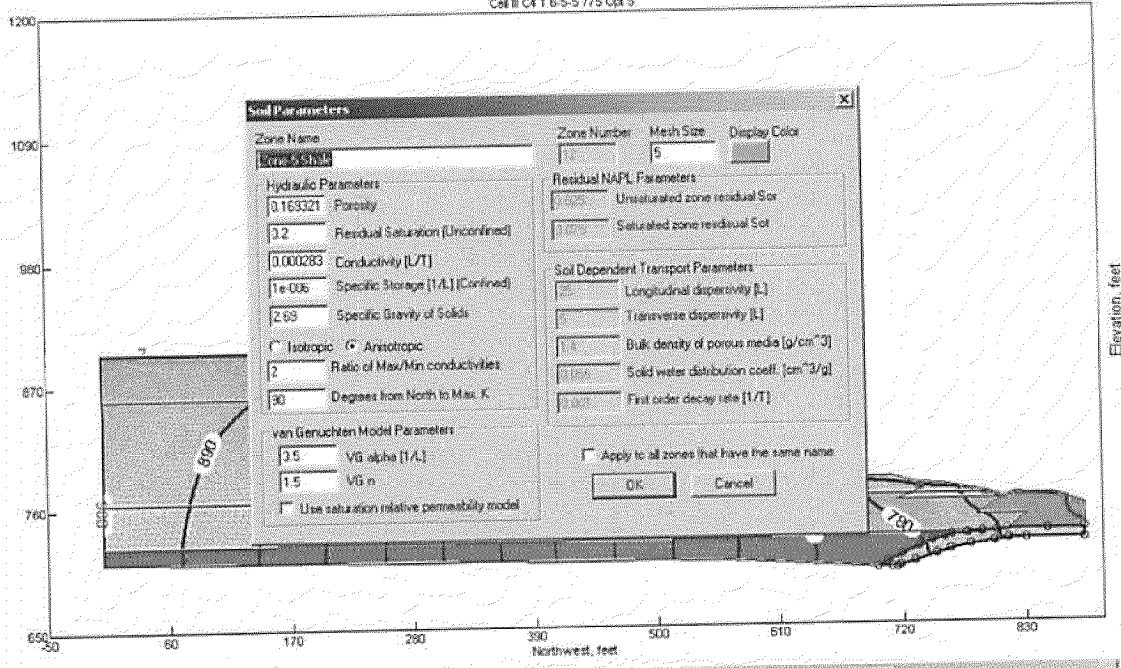 1200
1090
980
870
760
650
-50
60
170
280
390
500
610
720
830
Northwest, feet
Elevation, feet
890
780
Soil Parameters
Zone Name
Zone Number
Mesh Size
5
Display Color
Hydraulic Parameters
0.169321 Porosity
0.2 Residual Saturation (Unconfined)
0.000283 Conductivity [L/T]
1e-006 Specific Storage [1/L] (Confined)
2.69 Specific Gravity of Solids
Isotropic Anisotropic
2 Ratio of Max/Min conductivities
90 Degrees from North to Max. K
van Genuchten Model Parameters
3.5 VG alpha [1/L]
1.5 VG n
Use saturation relative permeability model
Residual NAPL Parameters
Unsaturated zone residual Sor
Saturated zone residual Sot
Soil Dependent Transport Parameters
Longitudinal dispersivity [L]
Transverse dispersivity [L]
Bulk density of porous media [g/cm^3]
Solid water distribution coeff. [cm^3/g]
First order decay rate [1/T]
Apply to all zones that have the same name
OK Cancel